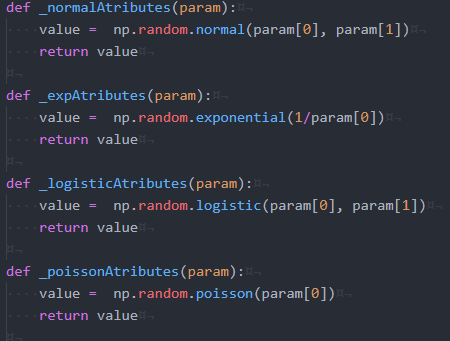 def _normalAtributes(param):
    value =  np.random.normal(param[0], param[1])
    return value

def _expAtributes(param):
    value =  np.random.exponential(1/param[0])
    return value

def _logisticAtributes(param):
    value =  np.random.logistic(param[0], param[1])
    return value

def _poissonAtributes(param):
    value =  np.random.poisson(param[0])
    return value